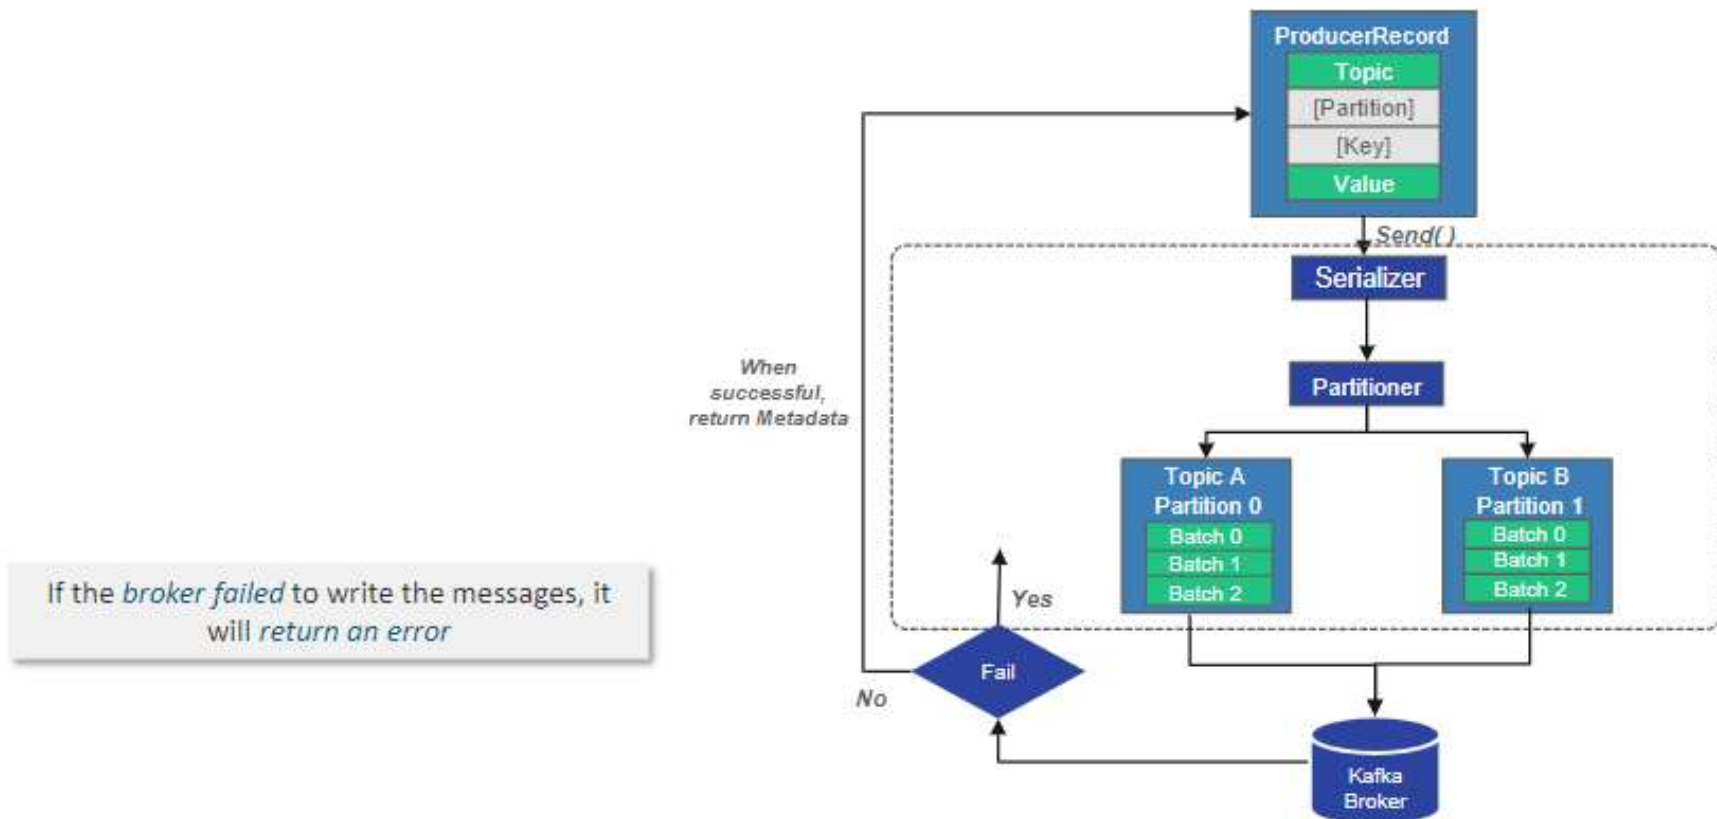 ProducerRecord
Topic
[Partition]
[Key]
Value
Send( )
Serializer
Partitioner
When
successful,
return Metadata
Topic A
Partition 0
Batch 0
Batch 1
Batch 2
Topic B
Partition 1
Batch 0
Batch 1
Batch 2
If the broker failed to write the messages, it
will return an error
Yes
Fail
No
Kafka
Broker